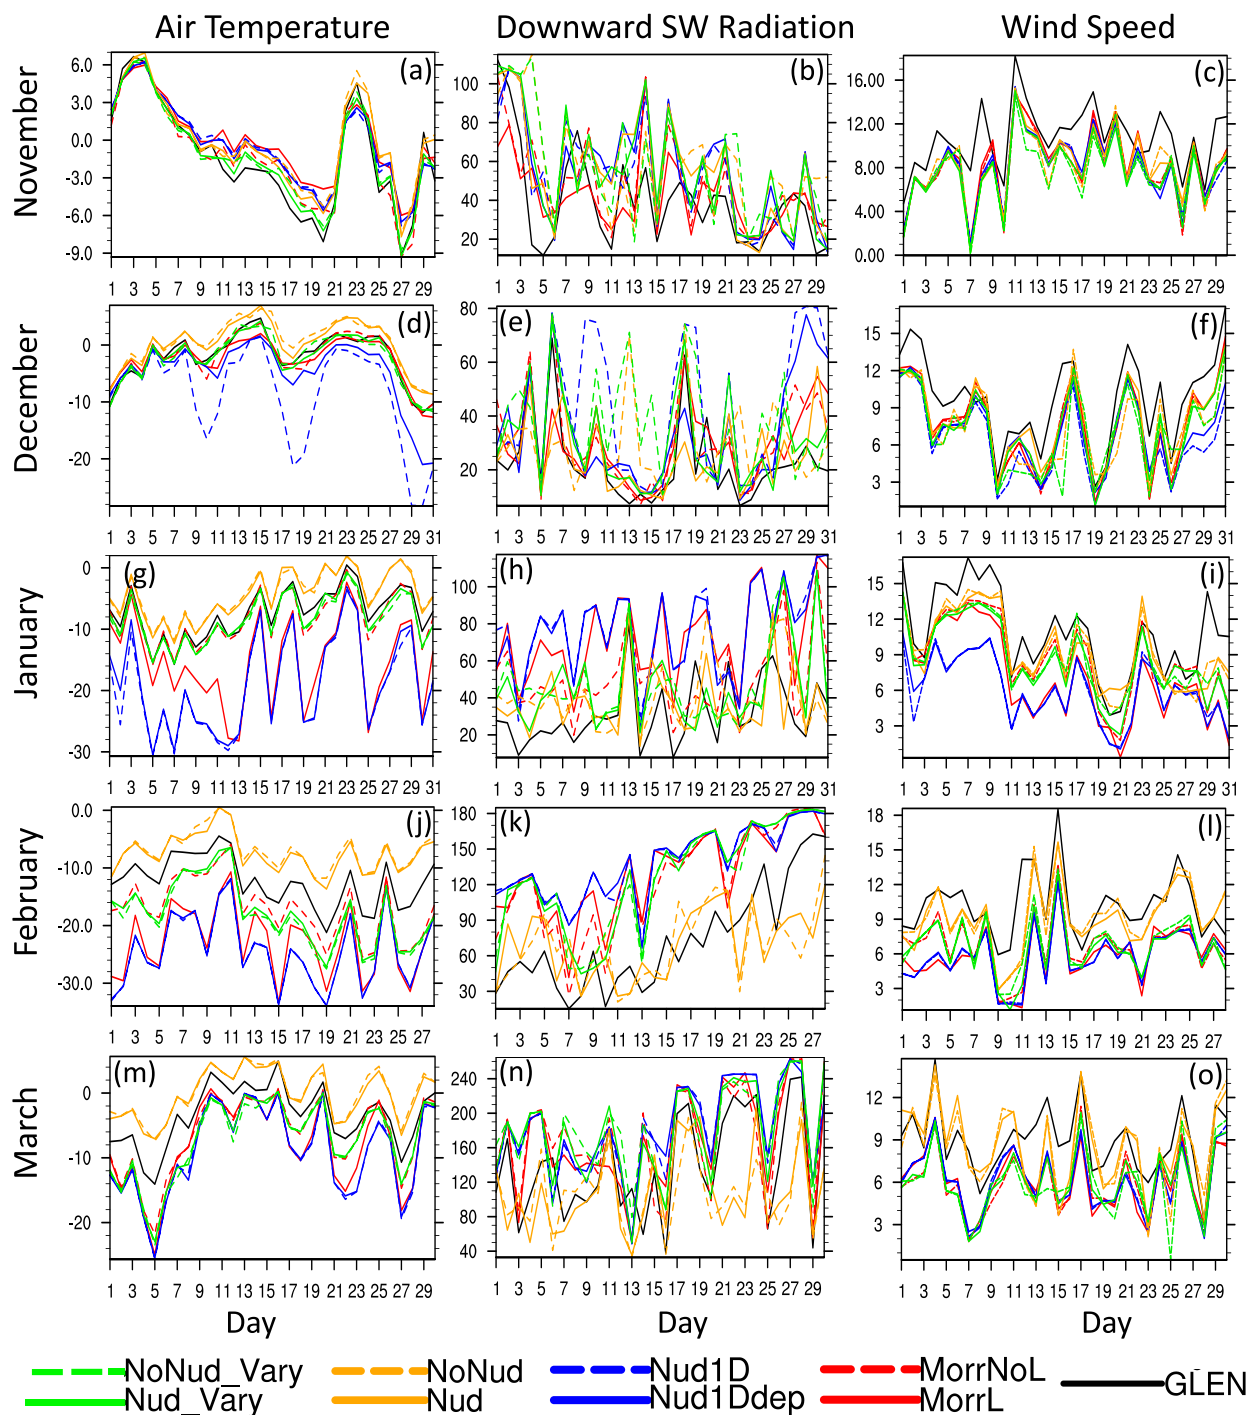 Air Temperature Downward SW Radiation Wind Speed
November
(a) (b) (c)
6.0 3.0 0.0 -3.0 -6.0 -9.0
100 80 60 40 20
16.00 12.00 8.00 4.00 0.00
1 3 5 7 9 11 13 15 17 19 21 23 25 27 29
1 3 5 7 9 11 13 15 17 19 21 23 25 27 29
1 3 5 7 9 11 13 15 17 19 21 23 25 27 29
December
(d) (e) (f)
0 -10 -20
80 60 40 20
15 12 9 6 3
1 3 5 7 9 11 13 15 17 19 21 23 25 27 29 31
1 3 5 7 9 11 13 15 17 19 21 23 25 27 29 31
1 3 5 7 9 11 13 15 17 19 21 23 25 27 29 31
January
(g) (h) (i)
0 -10 -20 -30
100 80 60 40 20
15 12 9 6 3
1 3 5 7 9 11 13 15 17 19 21 23 25 27 29 31
1 3 5 7 9 11 13 15 17 19 21 23 25 27 29 31
1 3 5 7 9 11 13 15 17 19 21 23 25 27 29 31
February
(j) (k) (l)
0.0 -10.0 -20.0 -30.0
180 150 120 90 60 30
18 15 12 9 6 3
1 3 5 7 9 11 13 15 17 19 21 23 25 27
1 3 5 7 9 11 13 15 17 19 21 23 25 27
1 3 5 7 9 11 13 15 17 19 21 23 25 27
March
(m) (n) (o)
0 -10 -20
240 200 160 120 80 40
12 9 6 3
1 3 5 7 9 11 13 15 17 19 21 23 25 27 29
1 3 5 7 9 11 13 15 17 19 21 23 25 27 29
1 3 5 7 9 11 13 15 17 19 21 23 25 27 29
Day Day Day
NoNud_Vary NoNud Nud1D MorrNoL GLEN
Nud_Vary Nud Nud1Ddep MorrL